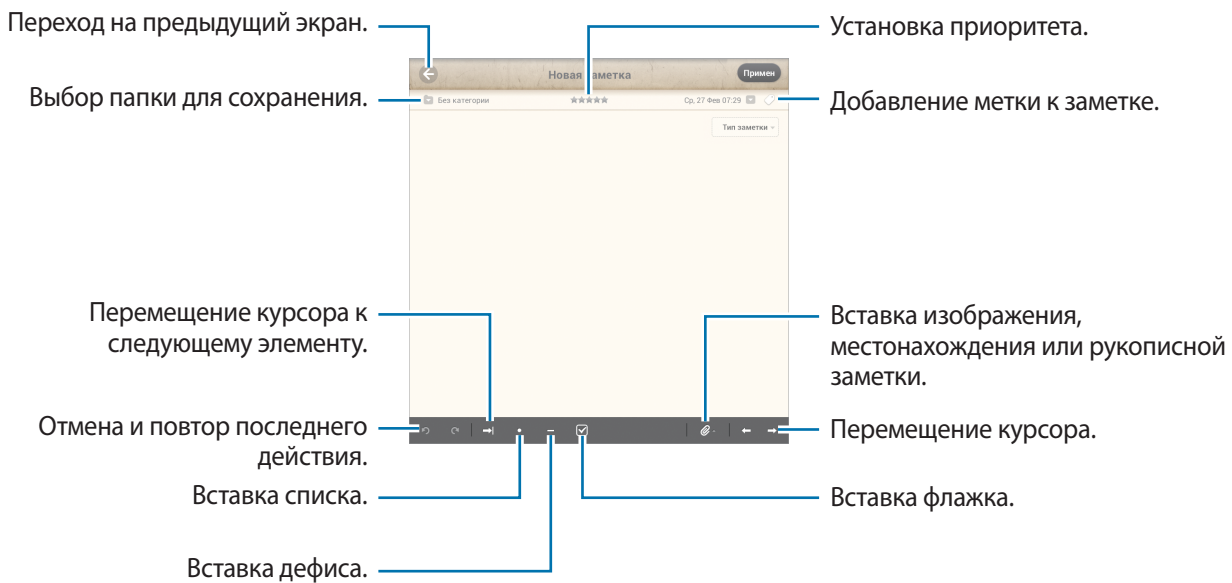 Переход на предыдущий экран.
Установка приоритета.
Новая заметка
Примен
Выбор папки для сохранения.
Без категории
Ср, 27 Фев 07:29
Добавление метки к заметке.
Тип заметки
Перемещение курсора к
следующему элементу.
Вставка изображения,
местонахождения или рукописной
заметки.
Отмена и повтор последнего
действия.
Перемещение курсора.
Вставка списка.
Вставка флажка.
Вставка дефиса.